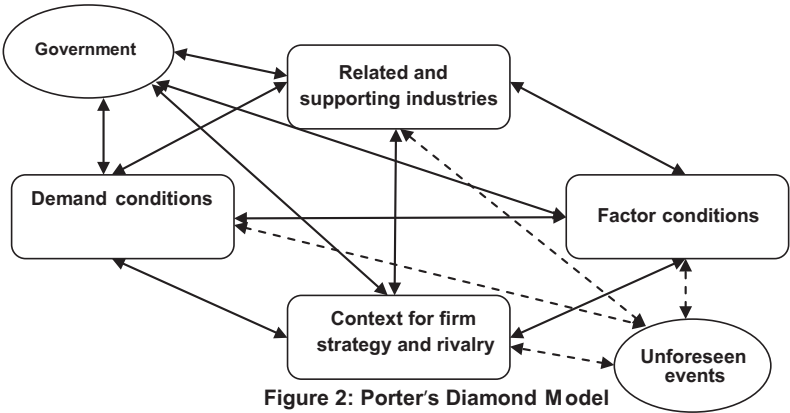 Government
Related and
supporting industries
Demand conditions
Factor conditions
Context for firm
strategy and rivalry
Unforeseen
events
Figure 2: Porter's Diamond Model